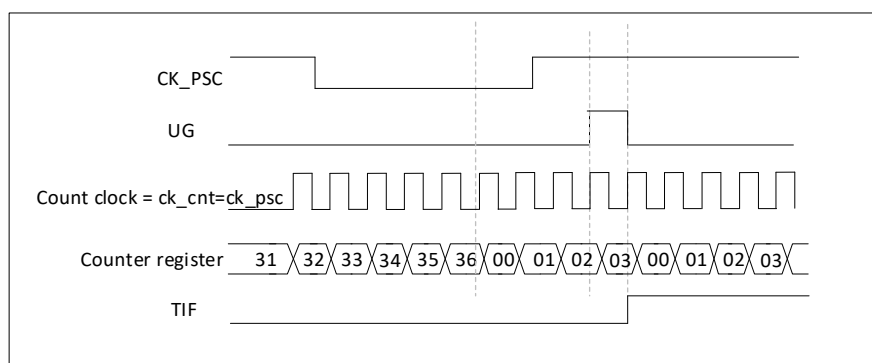 CK_PSC
UG
Count clock = ck_cnt=ck_psc
Counter register 31 32 33 34 35 36 00 01 02 03 00 01 02 03
TIF